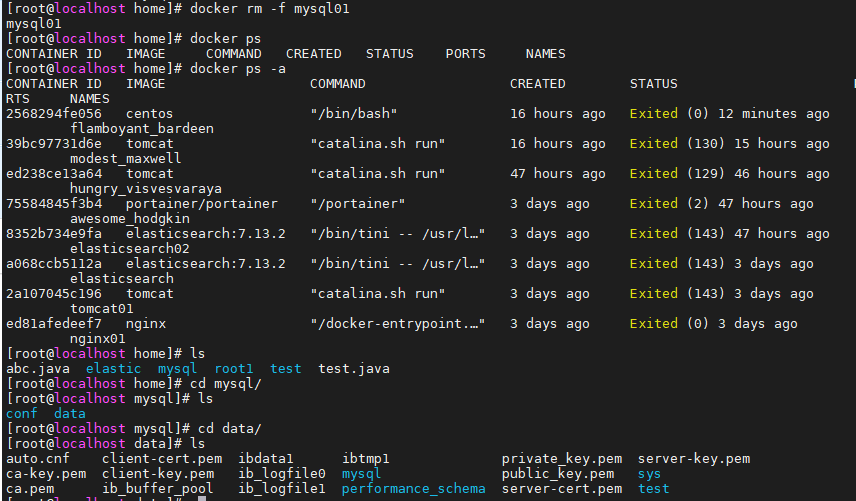 [root@localhost home]# docker rm -f mysql01
mysql01
[root@localhost home]# docker ps
CONTAINER ID   IMAGE     COMMAND   CREATED   STATUS    PORTS     NAMES
[root@localhost home]# docker ps -a
CONTAINER ID   IMAGE                  COMMAND                  CREATED        STATUS
RTS     NAMES
2568294fe056   centos                 "/bin/bash"              16 hours ago   Exited (0) 12 minutes ago
        flamboyant_bardeen
39bc97731d6e   tomcat                 "catalina.sh run"        16 hours ago   Exited (130) 15 hours ago
        modest_maxwell
ed238ce13a64   tomcat                 "catalina.sh run"        47 hours ago   Exited (129) 46 hours ago
        hungry_visvesvaraya
75584845f3b4   portainer/portainer    "/portainer"             3 days ago     Exited (2) 47 hours ago
        awesome_hodgkin
8352b734e9fa   elasticsearch:7.13.2   "/bin/tini -- /usr/l…"   3 days ago     Exited (143) 47 hours ago
        elasticsearch02
a068ccb5112a   elasticsearch:7.13.2   "/bin/tini -- /usr/l…"   3 days ago     Exited (143) 3 days ago
        elasticsearch
2a107045c196   tomcat                 "catalina.sh run"        3 days ago     Exited (143) 3 days ago
        tomcat01
ed81afedeef7   nginx                  "/docker-entrypoint.…"   3 days ago     Exited (0) 3 days ago
        nginx01
[root@localhost home]# ls
abc.java  elastic  mysql  root1  test  test.java
[root@localhost home]# cd mysql/
[root@localhost mysql]# ls
conf  data
[root@localhost mysql]# cd data/
[root@localhost data]# ls
auto.cnf    client-cert.pem  ibdata1      ibtmp1              private_key.pem  server-key.pem
ca-key.pem  client-key.pem   ib_logfile0  mysql               public_key.pem   sys
ca.pem      ib_buffer_pool   ib_logfile1  performance_schema  server-cert.pem  test